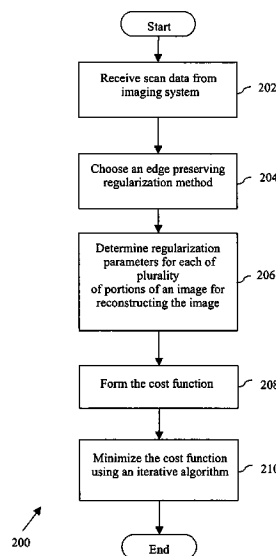 Start
Receive scan data from
imaging system
202
Choose an edge preserving
regularization method
204
Determine regularization
parameters for each of
plurality
of portions of an image for
reconstructing the image
206
Form the cost function
208
Minimize the cost function
using an iterative algorithm
210
200
End